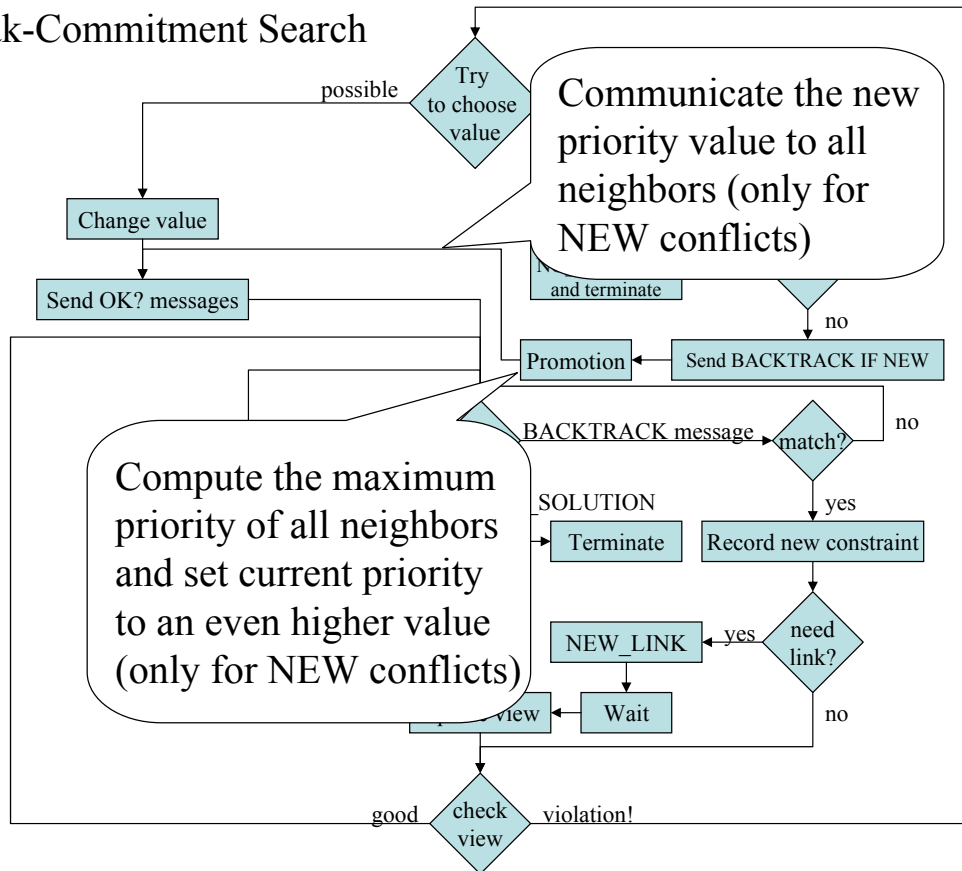 k-Commitment Search
Try
to choose
value
possible
Communicate the new
priority value to all
neighbors (only for
NEW conflicts)
Change value
Send OK? messages
and terminate
no
Promotion
Send BACKTRACK IF NEW
BACKTRACK message
match?
no
Compute the maximum
priority of all neighbors
and set current priority
to an even higher value
(only for NEW conflicts)
yes
_SOLUTION
Terminate
Record new constraint
NEW_LINK
yes
need
link?
view
Wait
no
good
check
view
violation!